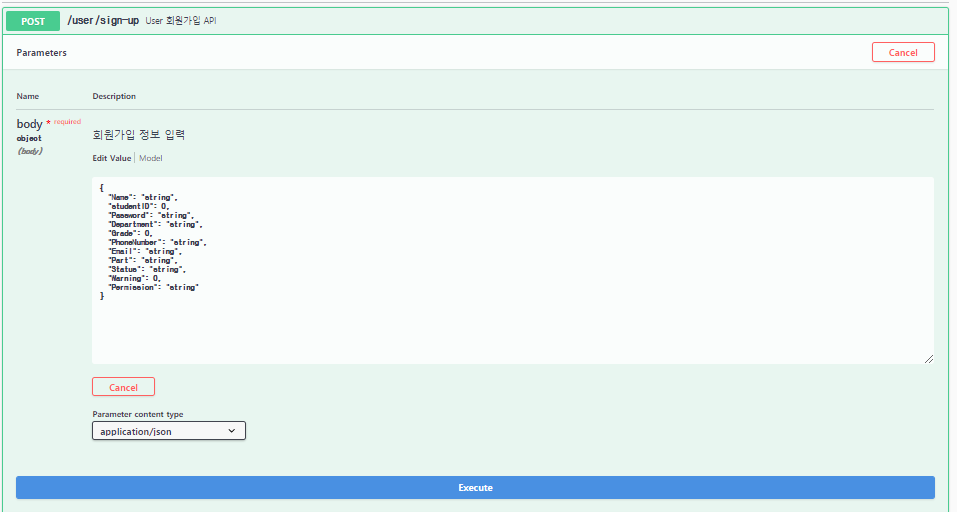 POST /user/sign-up User 회원가입 API
Parameters Cancel
Name Description
body * required
object
(body)
회원가입 정보 입력
Edit Value | Model
{
"Name": "string",
"studentID": 0,
"Password": "string",
"Department": "string",
"Grade": 0,
"PhoneNumber": "string",
"Email": "string",
"Part": "string",
"Status": "string",
"Warning": 0,
"Permission": "string"
}
Cancel
Parameter content type
application/json
Execute